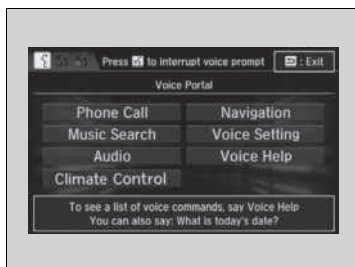 Press to interrupt voice prompt : Exit
Voice Portal
Phone Call Navigation
Music Search Voice Setting
Audio Voice Help
Climate Control
To see a list of voice commands, say Voice Help
You can also say: What is today's date?